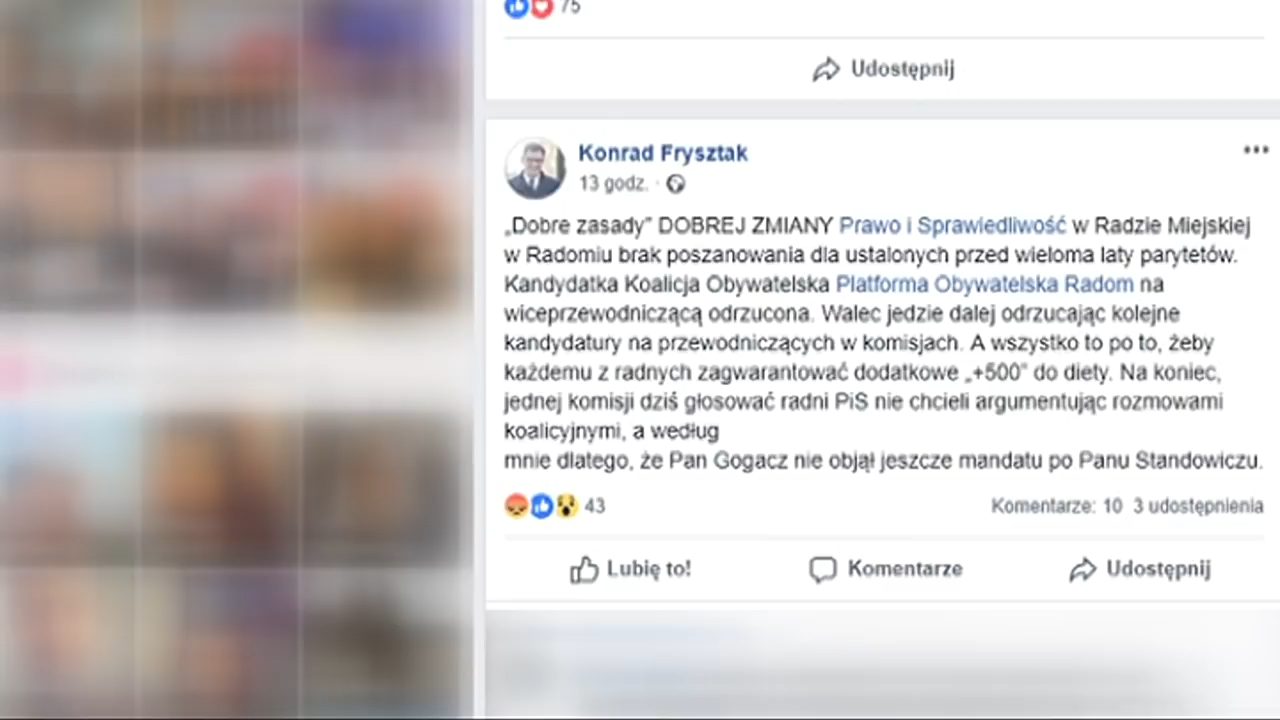 75
Udostępnij
Konrad Frysztak
13 godz. ·
„Dobre zasady” DOBREJ ZMIANY Prawo i Sprawiedliwość w Radzie Miejskiej
w Radomiu brak poszanowania dla ustalonych przed wieloma laty parytetów.
Kandydatka Koalicja Obywatelska Platforma Obywatelska Radom na
wiceprzewodniczącą odrzucona. Walec jedzie dalej odrzucając kolejne
kandydatury na przewodniczących w komisjach. A wszystko to po to, żeby
każdemu z radnych zagwarantować dodatkowe „+500” do diety. Na koniec,
jednej komisji dziś głosować radni PiS nie chcieli argumentując rozmowami
koalicyjnymi, a według
mnie dlatego, że Pan Gogacz nie objął jeszcze mandatu po Panu Standowiczu.
43 Komentarze: 10 3 udostępnienia
Lubię to! Komentarze Udostępnij